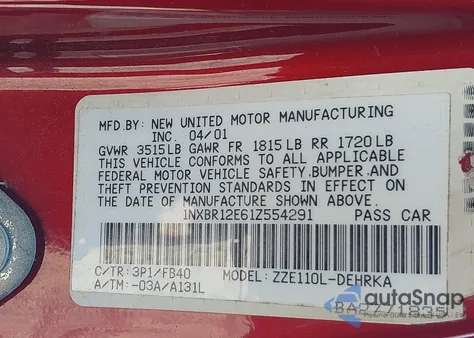 MFD.BY: NEW UNITED MOTOR MANUFACTURING
INC. 04/01
GVWR 3515LB GAWR FR 1815LB RR 1720LB
THIS VEHICLE CONFORMS TO ALL APPLICABLE
FEDERAL MOTOR VEHICLE SAFETY,BUMPER,AND
THEFT PREVENTION STANDARDS IN EFFECT ON
THE DATE OF MANUFACTURE SHOWN ABOVE.
1NXBR12E61Z554291 PASS CAR
C/TR: 3P1/FB40 MODEL: ZZE110L-DEHRKA
A/TM:-03A/A131L
autoSnap